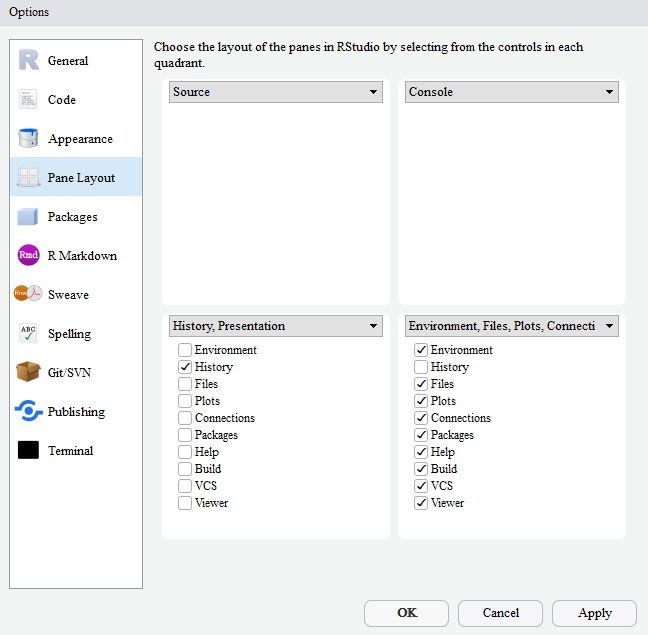 Options
General
Code
Appearance
Pane Layout
Packages
Rmd R Markdown
Sweave
ABC Spelling
Git/SVN
Publishing
Terminal
Choose the layout of the panes in RStudio by selecting from the controls in each
quadrant.
Source
Console
History, Presentation
Environment
History
Files
Plots
Connections
Packages
Help
Build
VCS
Viewer
Environment, Files, Plots, Connecti
Environment
History
Files
Plots
Connections
Packages
Help
Build
VCS
Viewer
OK Cancel Apply